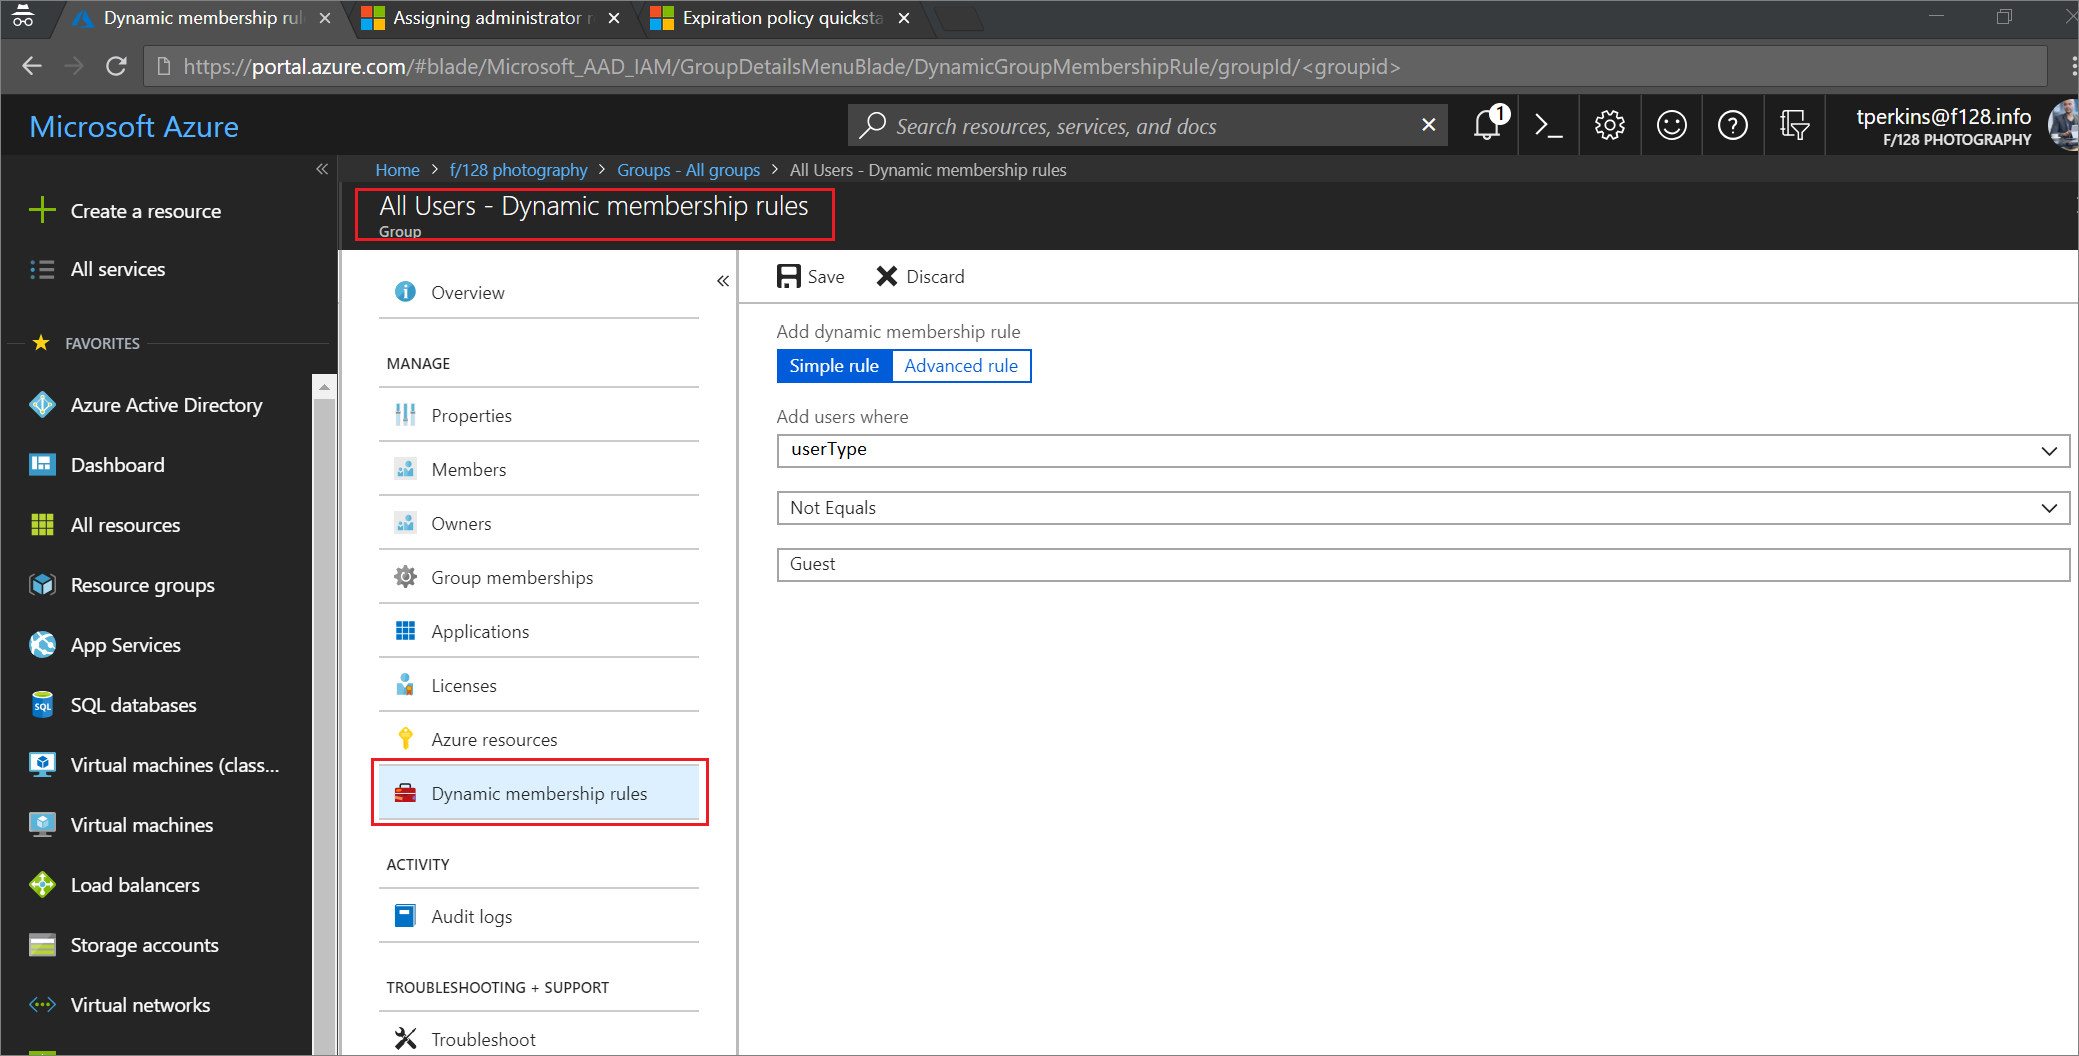 Dynamic membership rul
Assigning administrator r
Expiration policy quicksta
https://portal.azure.com/#blade/Microsoft_AAD_IAM/GroupDetailsMenuBlade/DynamicGroupMembershipRule/groupId/<groupid>
Microsoft Azure
Search resources, services, and docs
1
tperkins@f128.info
F/128 PHOTOGRAPHY
Home > f/128 photography > Groups - All groups > All Users - Dynamic membership rules
All Users - Dynamic membership rules
Group
Create a resource
All services
FAVORITES
Azure Active Directory
Dashboard
All resources
Resource groups
App Services
SQL
SQL databases
Virtual machines (class...
Virtual machines
Load balancers
Storage accounts
Virtual networks
Overview
MANAGE
Properties
Members
Owners
Group memberships
Applications
Licenses
Azure resources
Dynamic membership rules
ACTIVITY
Audit logs
TROUBLESHOOTING + SUPPORT
Troubleshoot
Save
Discard
Add dynamic membership rule
Simple rule
Advanced rule
Add users where
userType
Not Equals
Guest